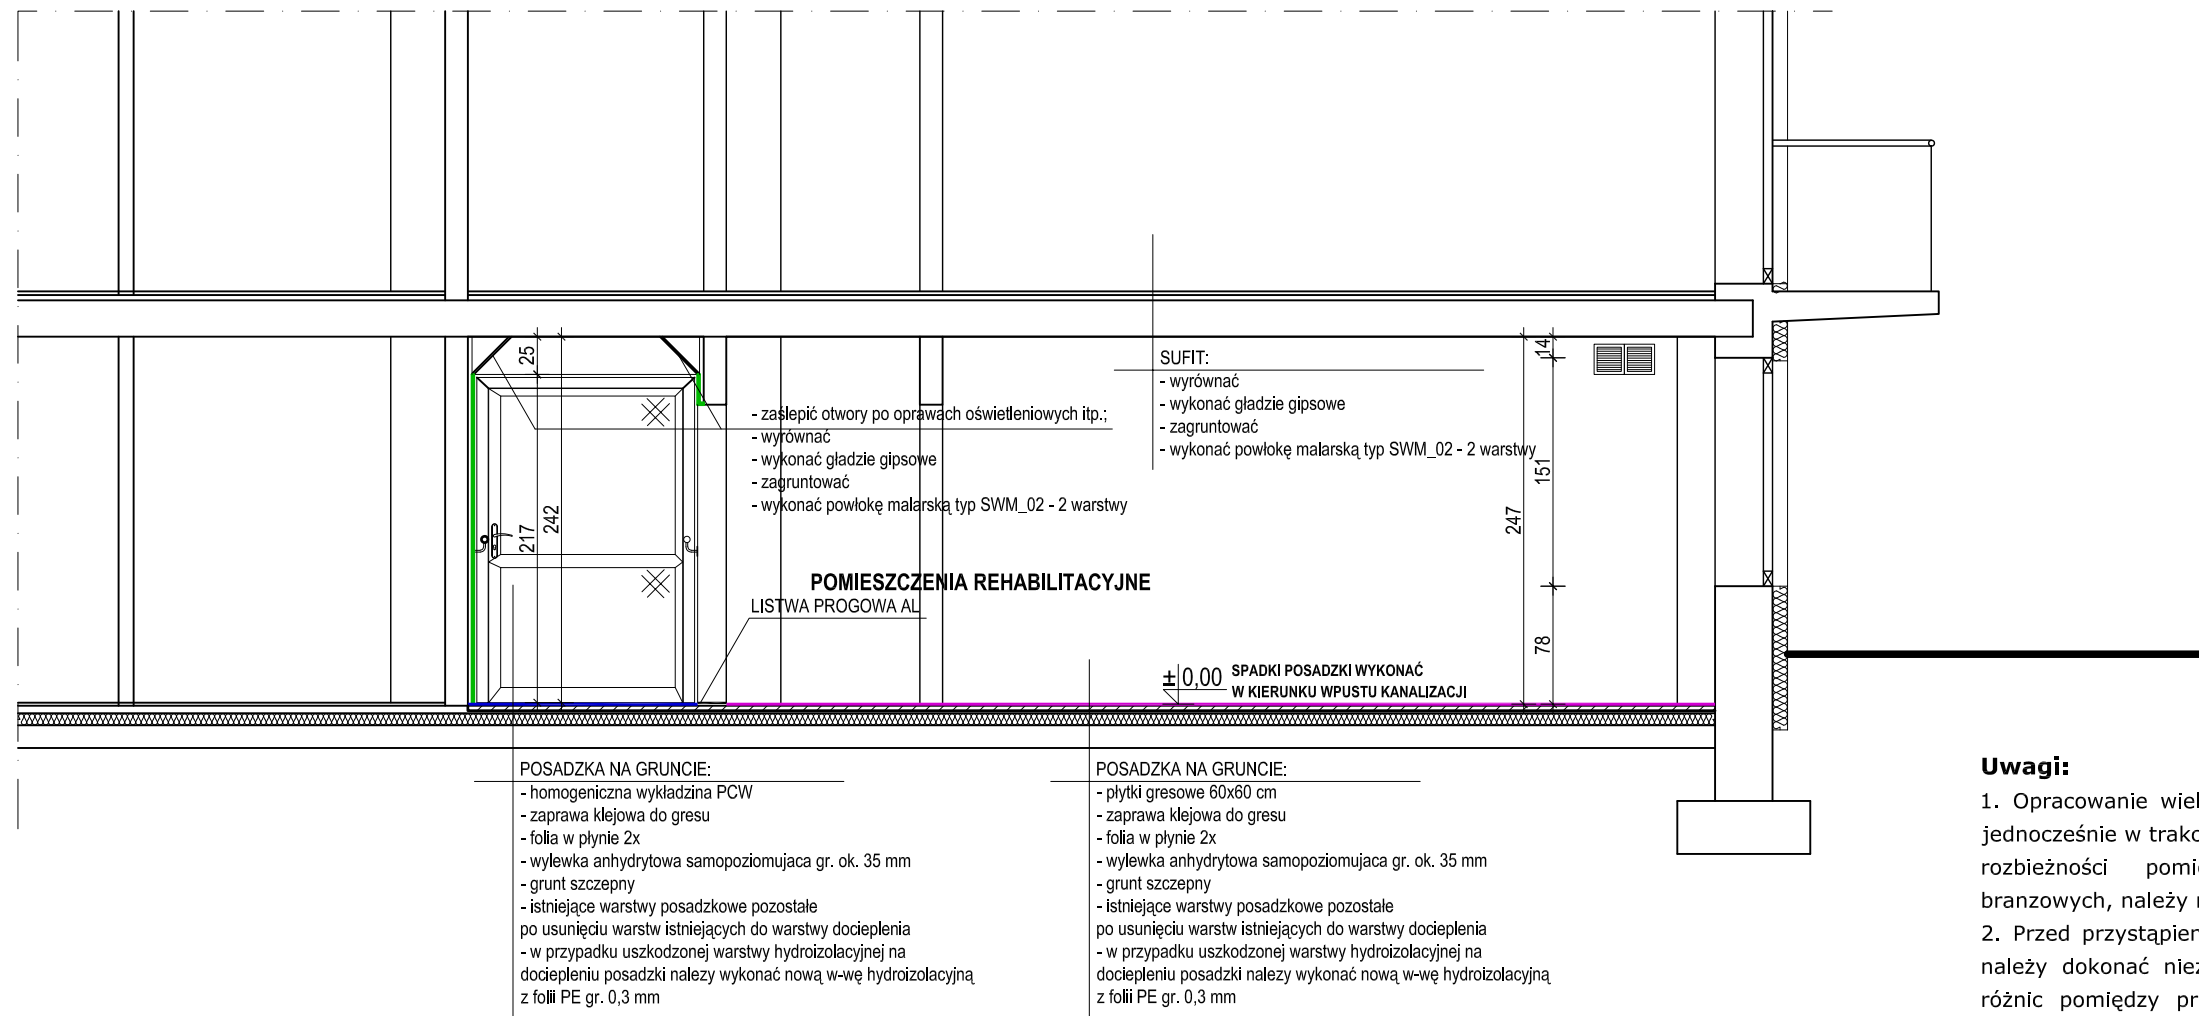 25
14
SUFIT:
- wyrównać
- wykonać gładzie gipsowe
- zagruntować
- wykonać powłokę malarską typ SWM_02 - 2 warstwy
- zaślepić otwory po oprawach oświetleniowych itp.;
- wyrównać
- wykonać gładzie gipsowe
- zagruntować
- wykonać powłokę malarską typ SWM_02 - 2 warstwy
217
242
247
151
78
POMIESZCZENIA REHABILITACYJNE
LISTWA PROGOWA AL
±0,00
SPADKI POSADZKI WYKONAĆ
W KIERUNKU WPUSTU KANALIZACJI
POSADZKA NA GRUNCIE:
- homogeniczna wykładzina PCW
- zaprawa klejowa do gresu
- folia w płynie 2x
- wylewka anhydrytowa samopoziomujaca gr. ok. 35 mm
- grunt szczepny
- istniejące warstwy posadzkowe pozostałe
po usunięciu warstw istniejących do warstwy docieplenia
- w przypadku uszkodzonej warstwy hydroizolacyjnej na
dociepleniu posadzki nalezy wykonać nową w-wę hydroizolacyjną
z folii PE gr. 0,3 mm
POSADZKA NA GRUNCIE:
- płytki gresowe 60x60 cm
- zaprawa klejowa do gresu
- folia w płynie 2x
- wylewka anhydrytowa samopoziomujaca gr. ok. 35 mm
- grunt szczepny
- istniejące warstwy posadzkowe pozostałe
po usunięciu warstw istniejących do warstwy docieplenia
- w przypadku uszkodzonej warstwy hydroizolacyjnej na
dociepleniu posadzki nalezy wykonać nową w-wę hydroizolacyjną
z folii PE gr. 0,3 mm
Uwagi:
1. Opracowanie
jednocześnie w
rozbieżności
branzowych, należy
2. Przed
należy dokonać
różnic pomiędzy